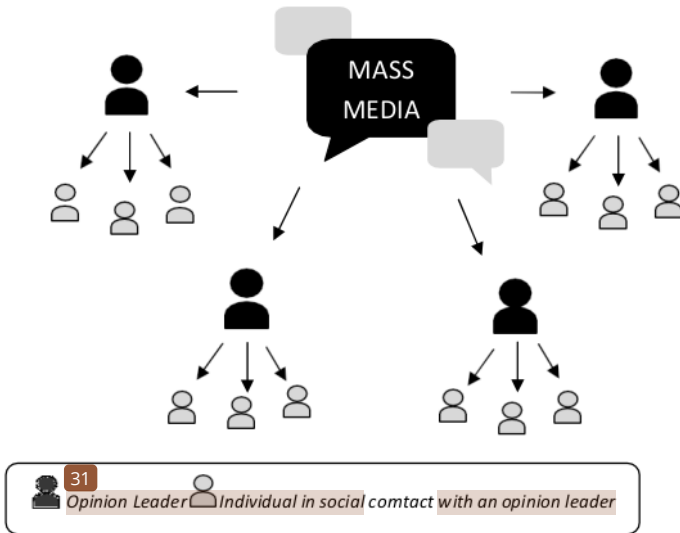 MASS
MEDIA
31
Opinion Leader Individual in social comtact with an opinion leader